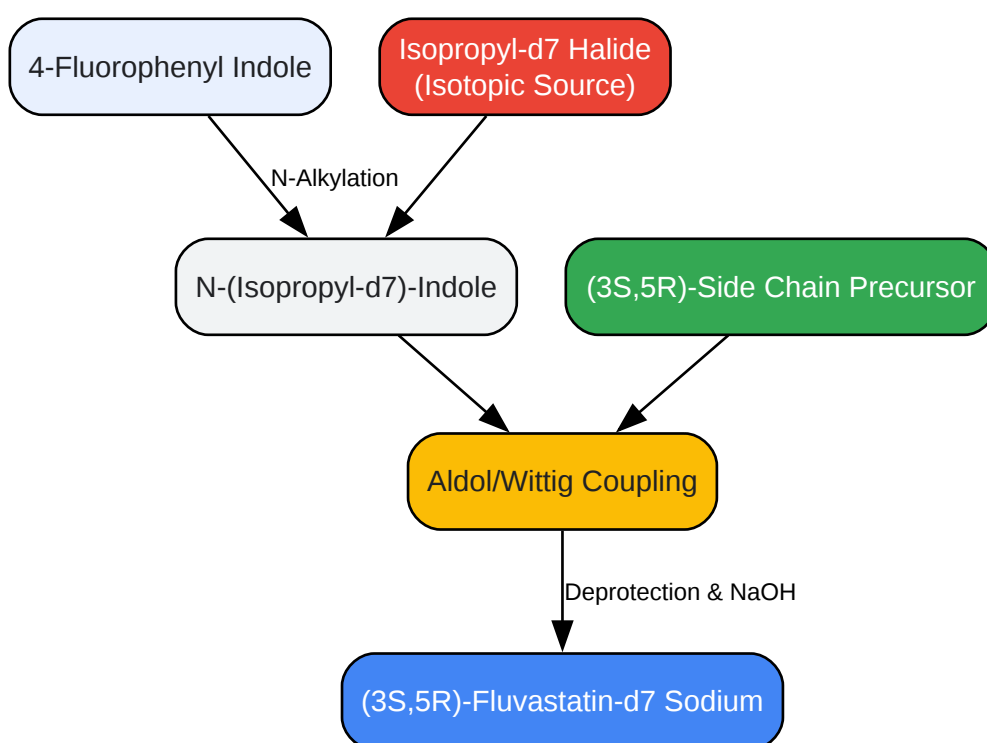 4-Fluorophenyl Indole
Isopropyl-d7 Halide
(Isotopic Source)
N-Alkylation
N-(Isopropyl-d7)-Indole
(3S,5R)-Side Chain Precursor
Aldol/Wittig Coupling
Deprotection & NaOH
(3S,5R)-Fluvastatin-d7 Sodium